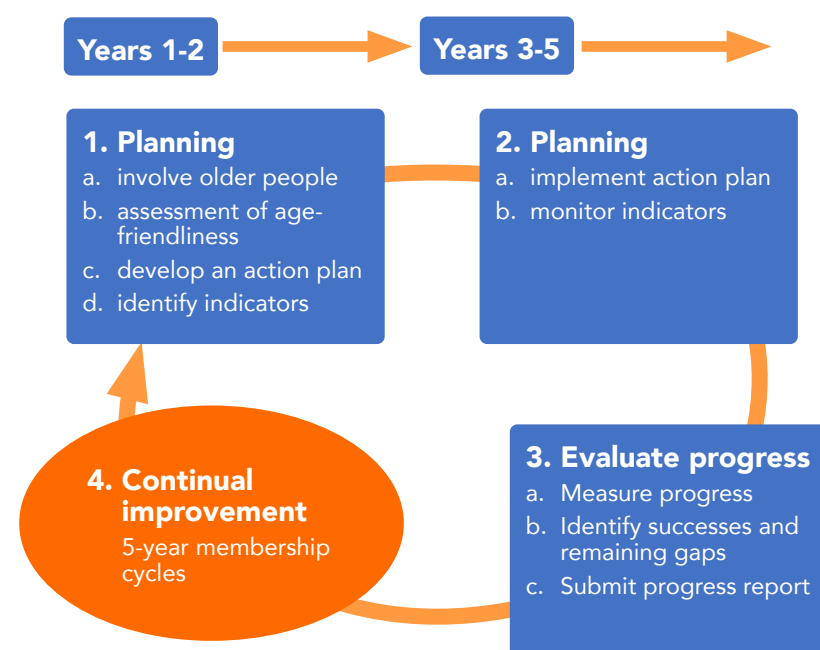 Years 1-2
Years 3-5
1. Planning
a. involve older people
b. assessment of age-
friendliness
c. develop an action plan
d. identify indicators
2. Planning
a. implement action plan
b. monitor indicators
3. Evaluate progress
a. Measure progress
b. Identify successes and
remaining gaps
c. Submit progress report
4. Continual
improvement
5-year membership
cycles